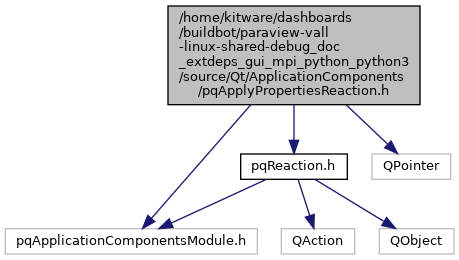 /home/kitware/dashboards
/buildbot/paraview-vall
-linux-shared-debug_doc
_extdeps_gui_mpi_python_python3
/source/Qt/ApplicationComponents
/pqApplyPropertiesReaction.h
pqReaction.h
QPointer
pqApplicationComponentsModule.h
QAction
QObject